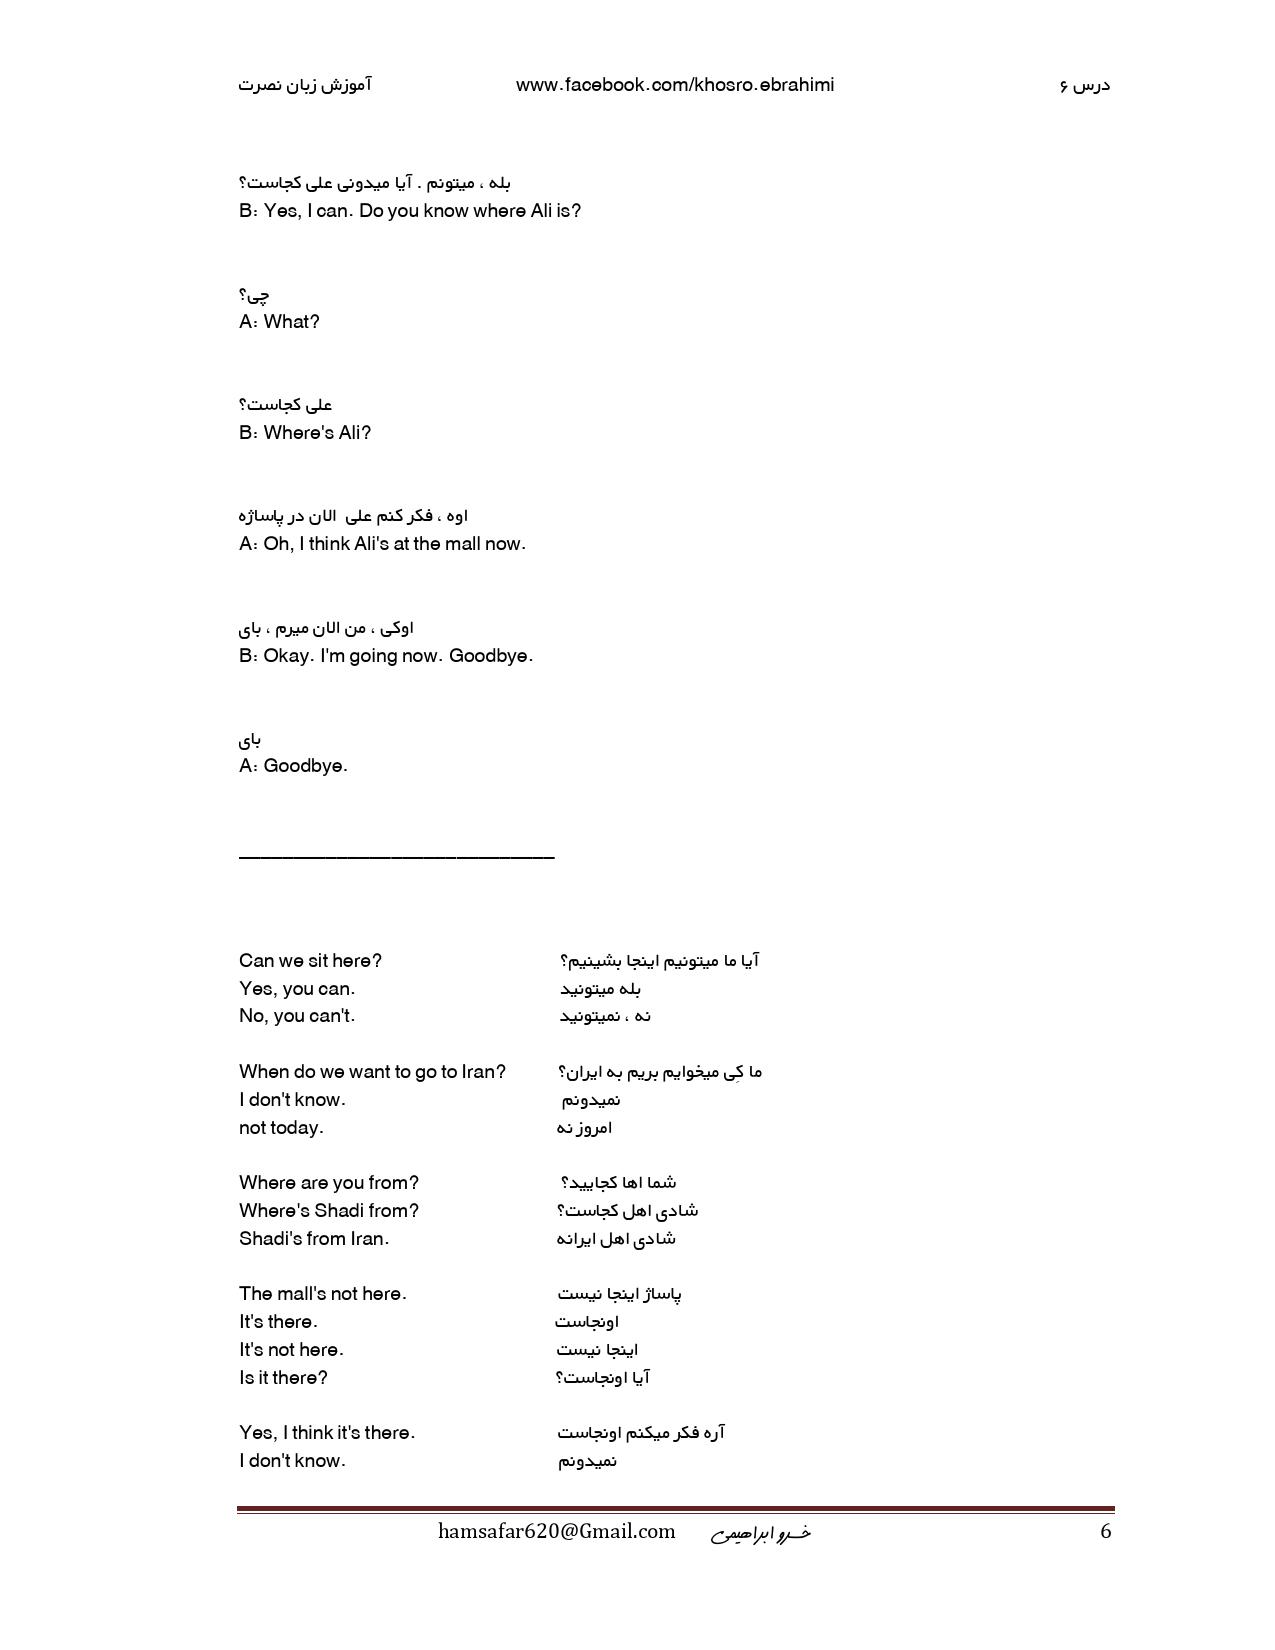 آموزش زبان نصرت www.facebook.com/khosro.ebrahimi درس ۶
بله ، میتونم . آیا میدونی علی کجاست؟
B: Yes, I can. Do you know where Ali is?
چی؟
A: What?
علی کجاست؟
B: Where's Ali?
اوه ، فکر کنم علی الان در پاساژه
A: Oh, I think Ali's at the mall now.
اوکی ، من الان میرم ، بای
B: Okay. I'm going now. Goodbye.
بای
A: Goodbye.
Can we sit here? آیا ما میتونیم اینجا بشینیم؟
Yes, you can. بله میتونید
No, you can't. نه ، نمیتونید
When do we want to go to Iran? ما کِی میخوایم بریم به ایران؟
I don't know. نمیدونم
not today. امروز نه
Where are you from? شما اها کجایید؟
Where's Shadi from? شادی اهل کجاست؟
Shadi's from Iran. شادی اهل ایرانه
The mall's not here. پاساژ اینجا نیست
It's there. اونجاست
It's not here. اینجا نیست
Is it there? آیا اونجاست؟
Yes, I think it's there. آره فکر میکنم اونجاست
I don't know. نمیدونم
hamsafar620@Gmail.com خسرو ابراهیمی 6